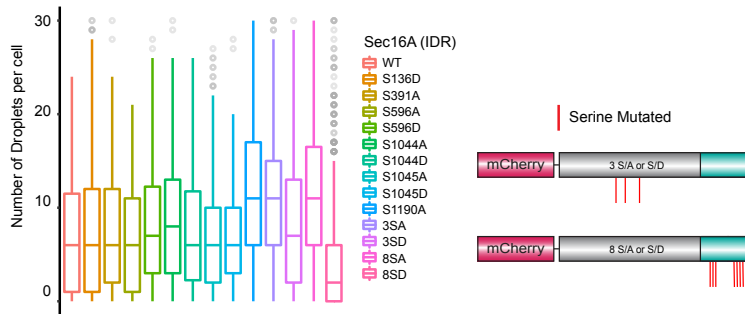 Number of Droplets per cell
30
20
10
0
Sec16A (IDR)
WT
S136D
S391A
S596A
S596D
S1044A
S1044D
S1045A
S1045D
S1190A
3SA
3SD
8SA
8SD
Serine Mutated
mCherry
3 S/A or S/D
mCherry
8 S/A or S/D